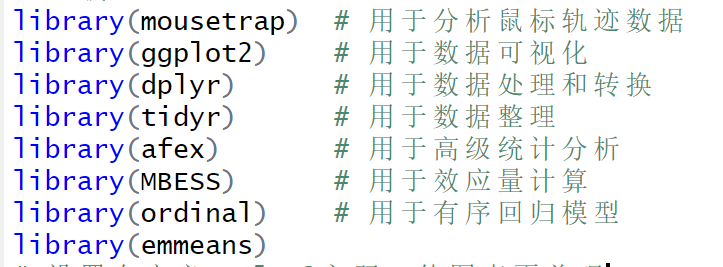 library(mousetrap)  # 用于分析鼠标轨迹数据
library(ggplot2)    # 用于数据可视化
library(dplyr)      # 用于数据处理和转换
library(tidyr)      # 用于数据整理
library(afex)       # 用于高级统计分析
library(MBESS)      # 用于效应量计算
library(ordinal)    # 用于有序回归模型
library(emmeans)